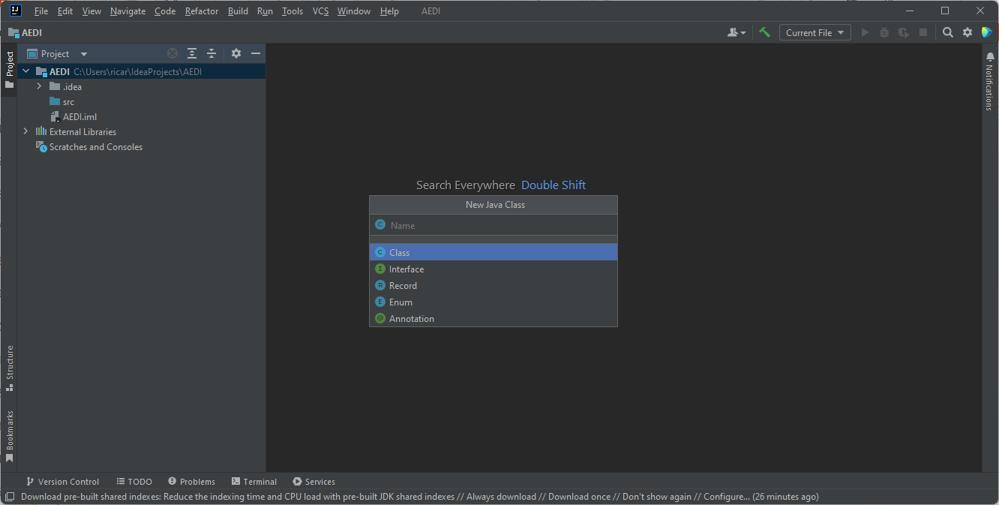 IJ File Edit View Navigate Code Refactor Build Run Tools VCS Window Help AEDI
AEDI Current File
Project
Project
AEDI C:\Users\ricar\IdeaProjects\AEDI
.idea
src
AEDI.iml
External Libraries
Scratches and Consoles
Notifications
Search Everywhere Double Shift
New Java Class
C Name
C Class
I Interface
R Record
E Enum
@ Annotation
Structure
Bookmarks
Version Control TODO Problems Terminal Services
Download pre-built shared indexes: Reduce the indexing time and CPU load with pre-built JDK shared indexes // Always download // Download once // Don't show again // Configure... (26 minutes ago)